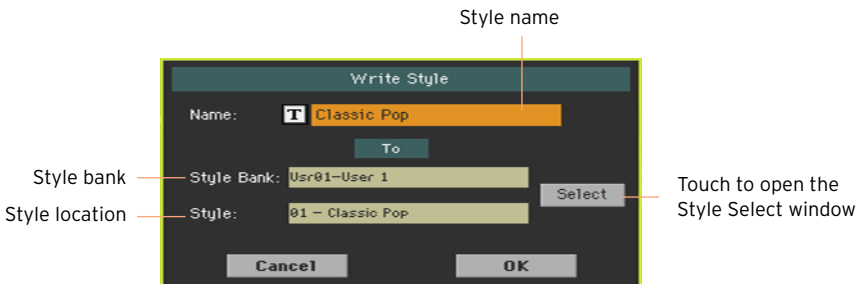 Style name
Write Style
Name: T Classic Pop
To
Style bank
Style Bank: Usr01-User 1
Select
Touch to open the
Style Select window
Style location
Style: 01 - Classic Pop
Cancel OK